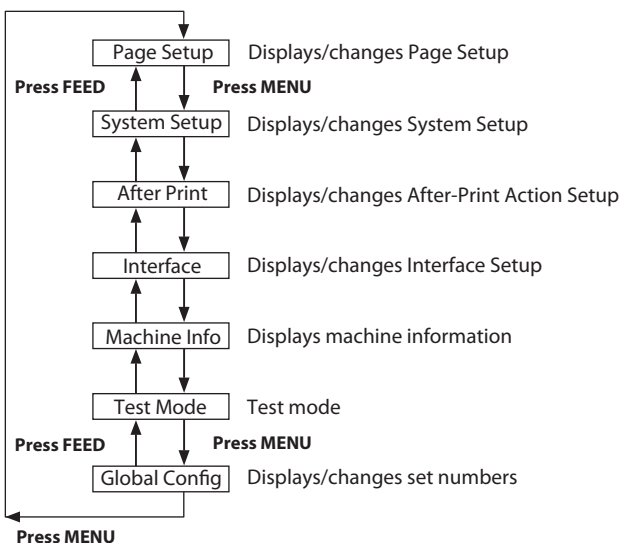 Page Setup Displays/changes Page Setup
Press FEED Press MENU
System Setup Displays/changes System Setup
After Print Displays/changes After-Print Action Setup
Interface Displays/changes Interface Setup
Machine Info Displays machine information
Test Mode Test mode
Press FEED Press MENU
Global Config Displays/changes set numbers
Press MENU